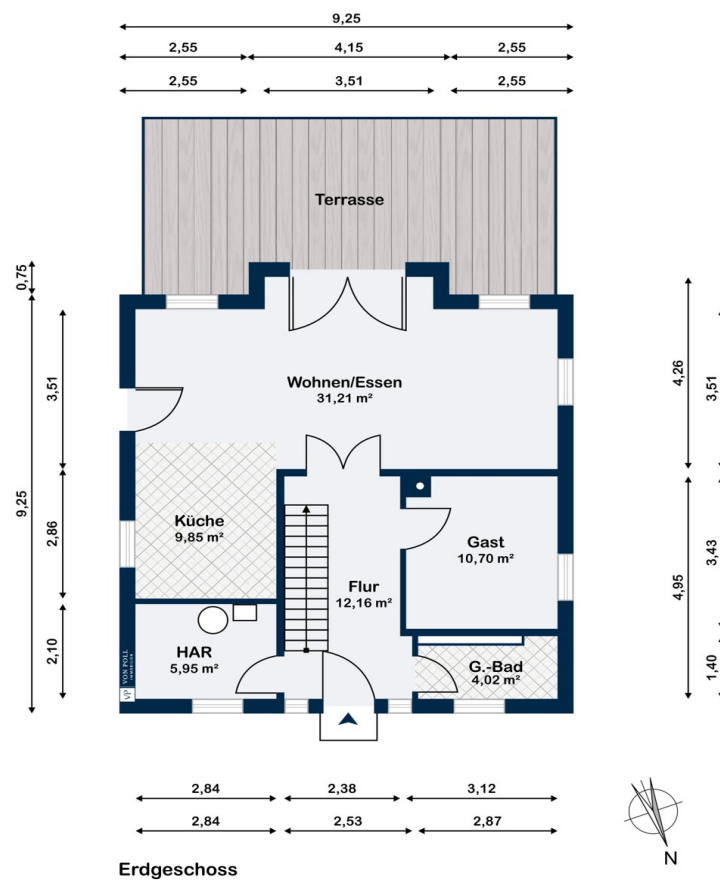 9,25
2,55 4,15 2,55
2,55 3,51 2,55
Terrasse
0,75
9,25
3,51
2,86
2,10
Wohnen/Essen
31,21 m²
Küche
9,85 m²
Gast
10,70 m²
Flur
12,16 m²
HAR
5,95 m²
G.-Bad
4,02 m²
VP VON POLL
IMMOBILIEN
4,26
4,95
3,51
3,43
1,40
2,84 2,38 3,12
2,84 2,53 2,87
N
Erdgeschoss